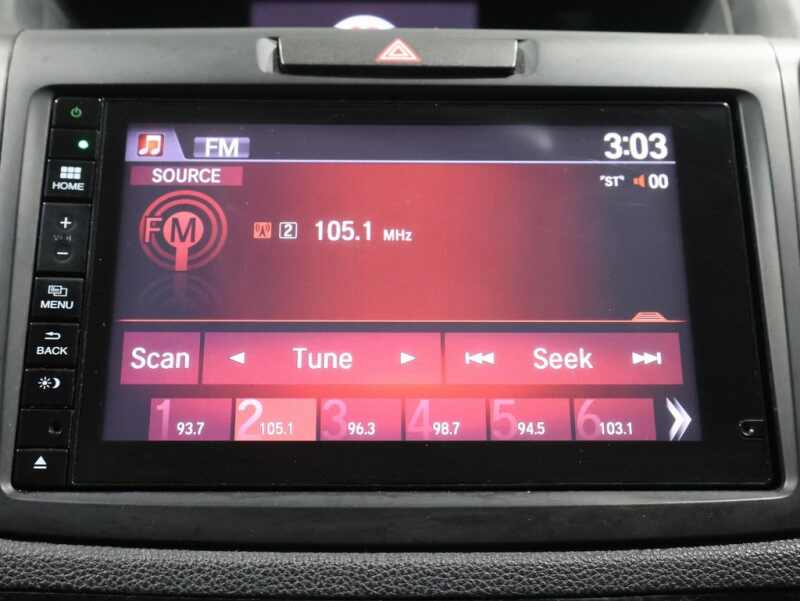 FM
3:03
SOURCE
"ST" 00
FM
2 105.1 MHz
HOME
+
VOL
−
MENU
BACK
Scan Tune Seek
1 93.7 2 105.1 3 96.3 4 98.7 5 94.5 6 103.1